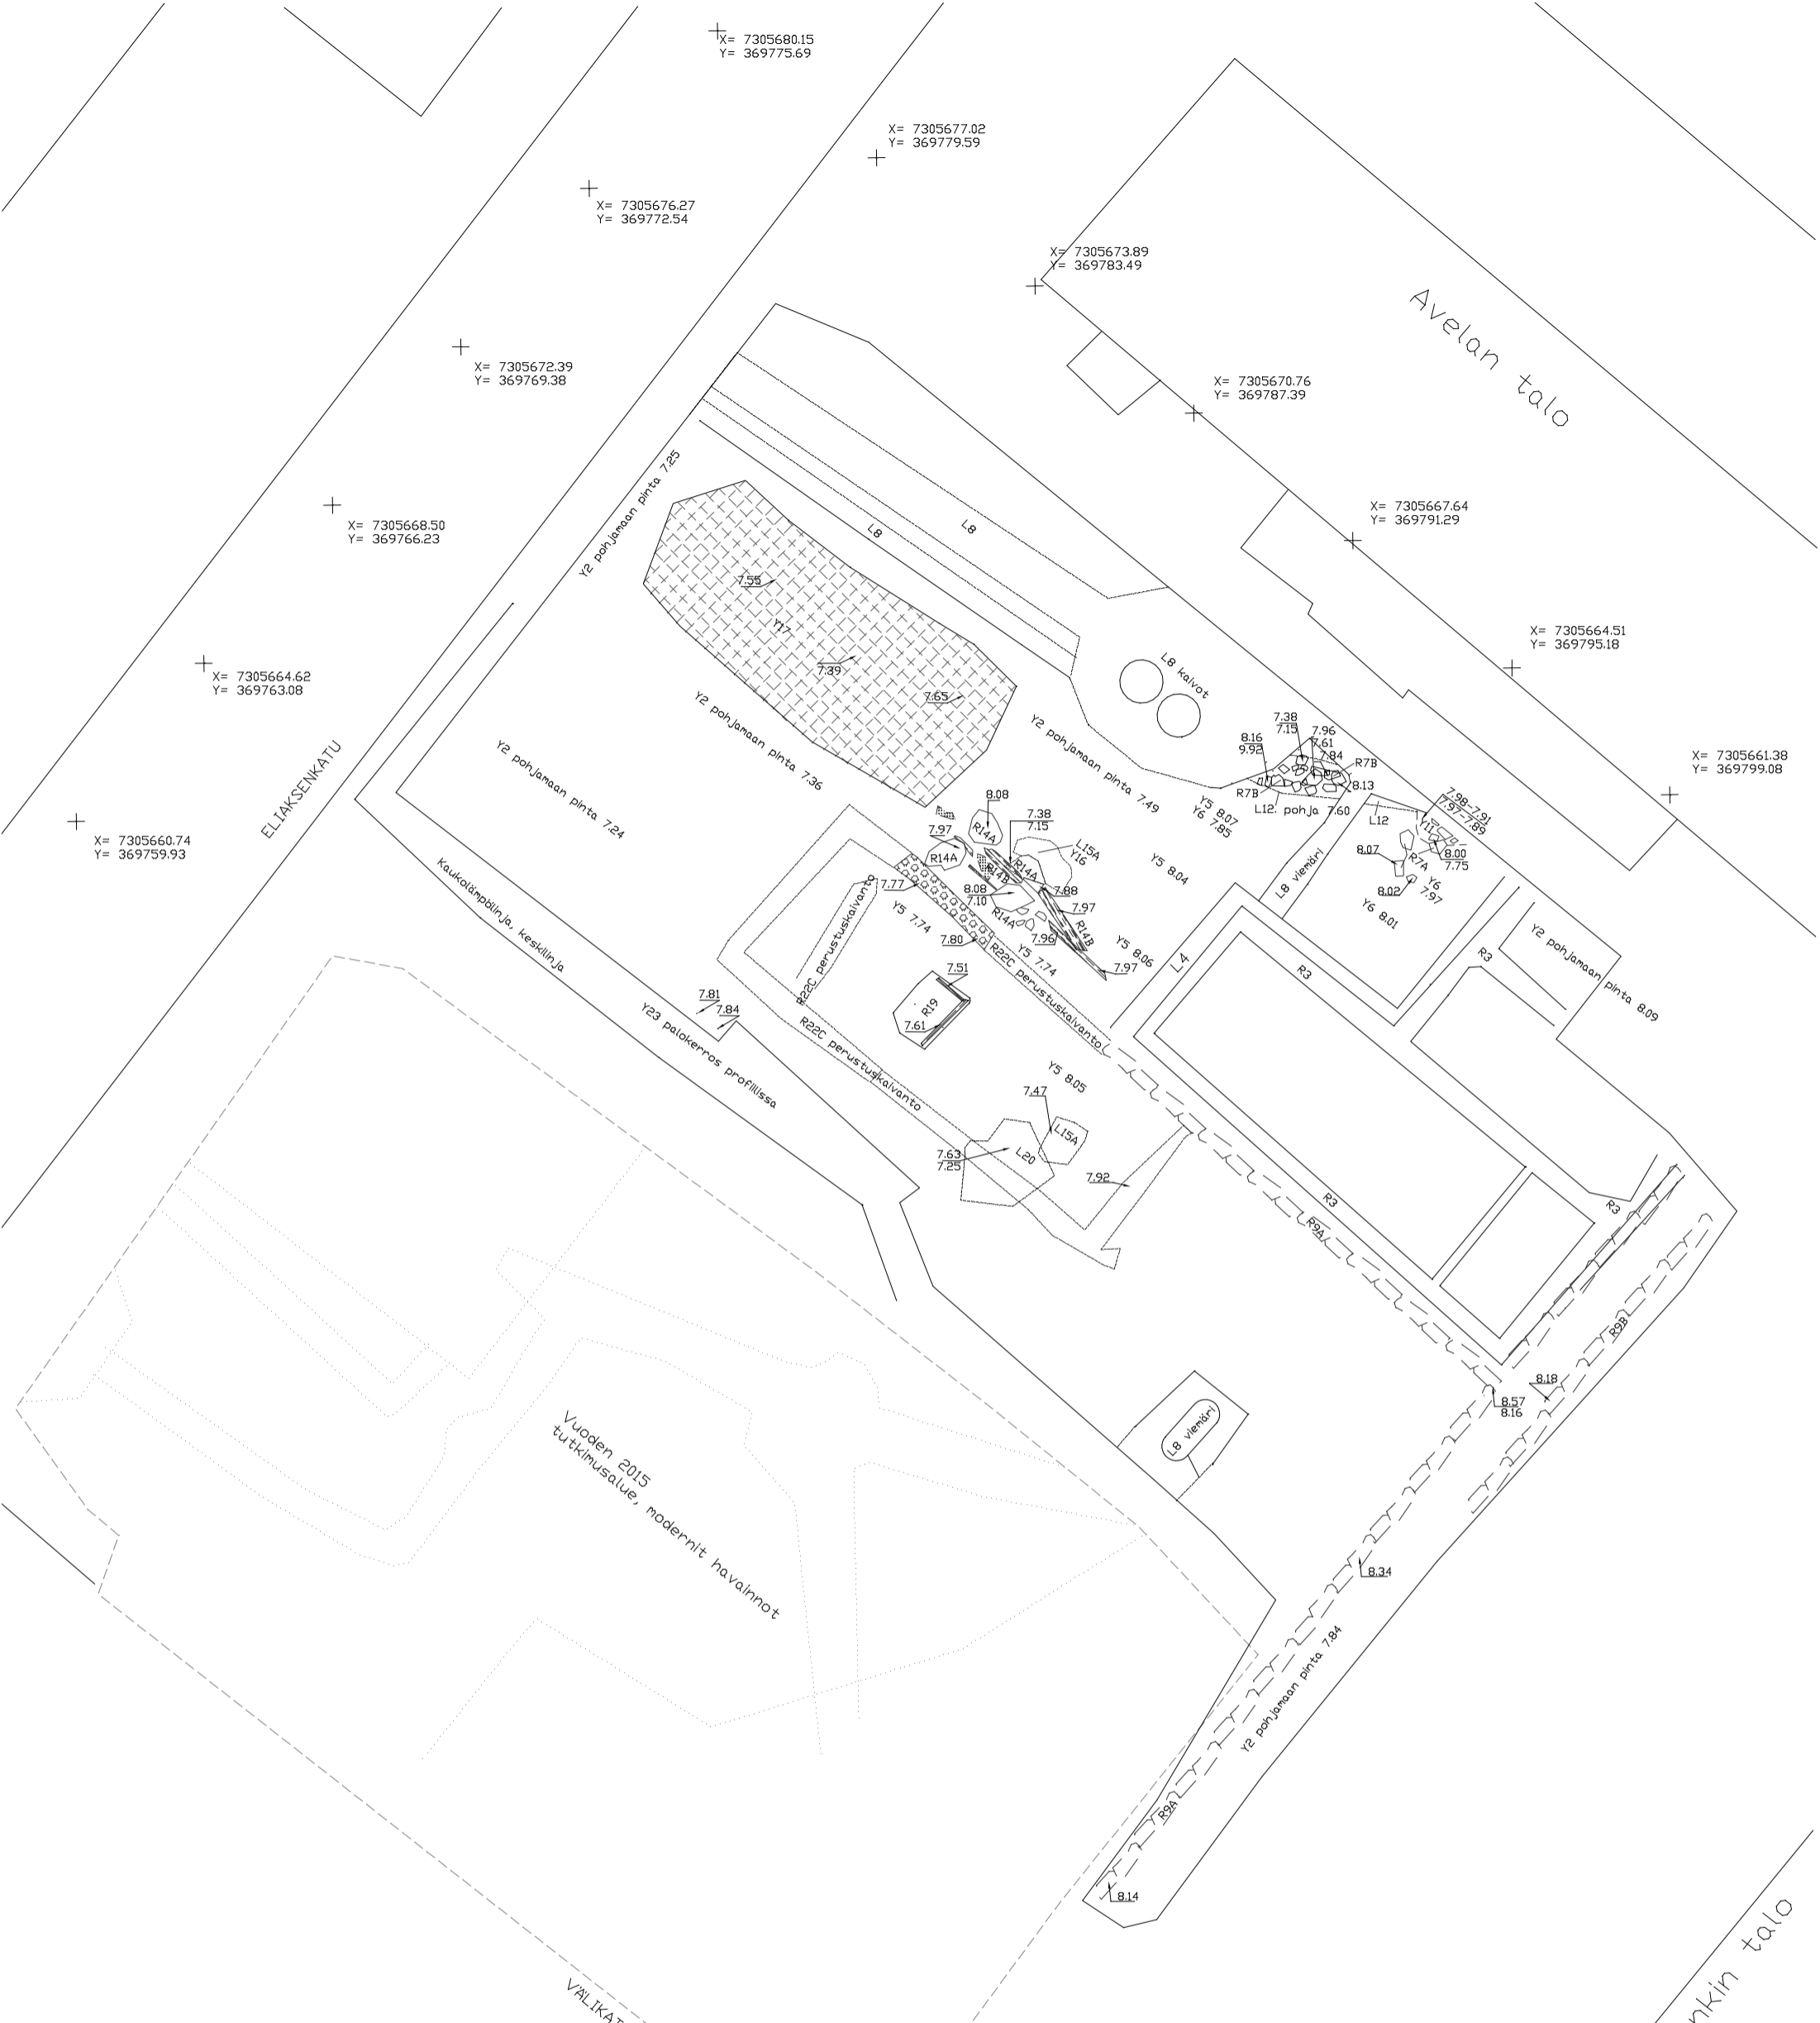 X= 7305680.15
Y= 369775.69
X= 7305677.02
Y= 369779.59
X= 7305676.27
Y= 369772.54
X= 7305673.89
Y= 369783.49
Avelan talo
X= 7305672.39
Y= 369769.38
X= 7305670.76
Y= 369787.39
X= 7305668.50
Y= 369766.23
X= 7305667.64
Y= 369791.29
X= 7305664.62
Y= 369763.08
X= 7305664.51
Y= 369795.18
X= 7305661.38
Y= 369799.08
X= 7305660.74
Y= 369759.93
ELIAKSENKATU
Y2 pohjamaan pinta 7.25
L8
L8
7.55
Y17
7.39
7.65
L8 kaivot
Y2 pohjamaan pinta 7.36
Y2 pohjamaan pinta 7.24
Y2 pohjamaan pinta 7.49
7.38
7.15
8.16
9.92
7.96
7.61
7.84
R7B
8.13
R7B
L12. pohja 7.60
L12
Y5 8.07
Y6 7.85
7.98-7.91
7.97-7.89
Y11
8.07
R7A
8.00
7.75
8.02
Y6
7.97
Y6 8.01
L8 viemäri
8.08
7.38
7.15
R14A
7.97
R14A
L15A
Y16
R14A
R14B
Y5 8.04
7.77
8.08
7.10
7.88
7.97
R14A
R14B
Y5 7.74
7.80
7.96
Y5 7.74
7.97
Y5 8.06
L4
R3
R3
Y2 pohjamaan pinta 8.09
Kaukolämpölinja, keskilinja
R22C perustuskaivanto
R22C perustuskaivanto
7.51
R19
7.61
7.81
7.84
Y23 palokerros profiilissa
R22C perustuskaivanto
Y5 8.05
7.47
L15A
7.63
7.25
L20
7.92
R3
R9A
R3
R9B
8.18
8.57
8.16
L8 viemäri
Vuoden 2015
tutkimusalue, modernit havainnot
8.34
Y2 pohjamaan pinta 7.84
R9A
8.14
VÄLIKAT
nkin talo